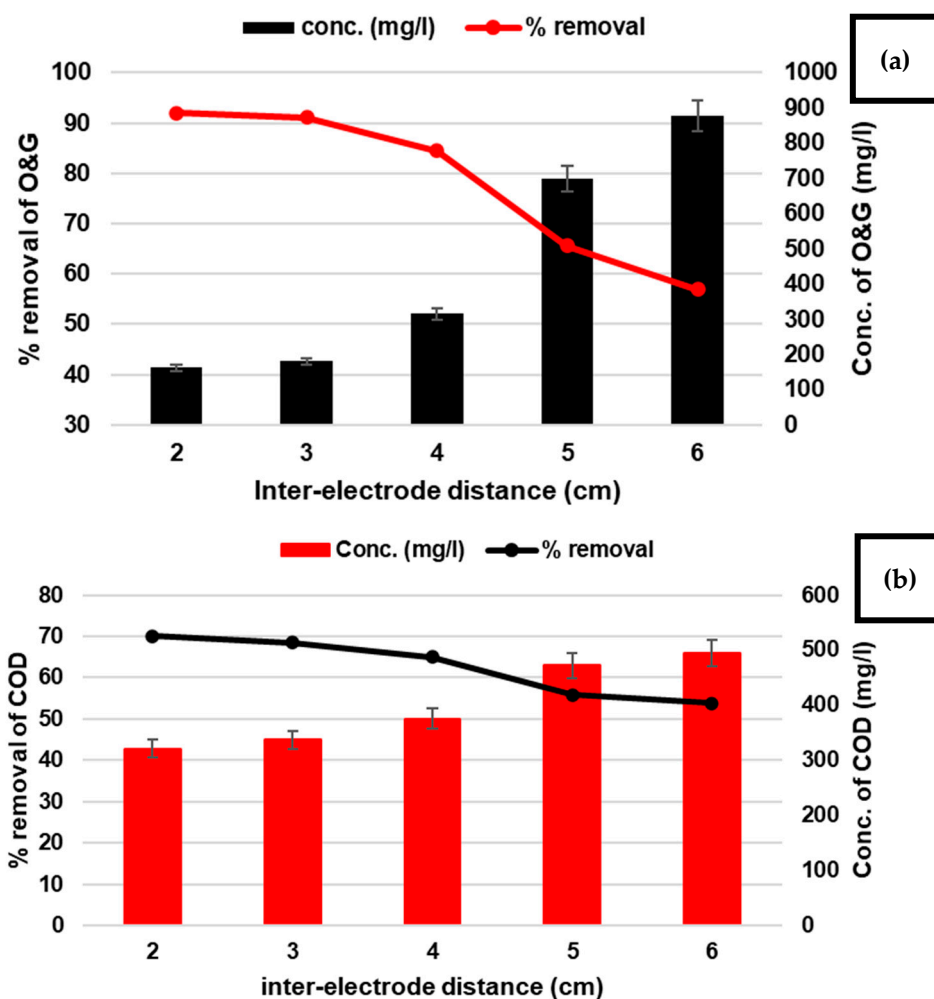 conc. (mg/l) % removal
(a)
100 1000
90 900
80 800
70 700
60 600
50 500
40 400
30 300
200
100
0
% removal of O&G
Conc. of O&G (mg/l)
2 3 4 5 6
Inter-electrode distance (cm)
Conc. (mg/l) % removal
(b)
80 600
70 500
60 400
50 300
40 200
30 100
20 0
10
0
% removal of COD
Conc. of COD (mg/l)
2 3 4 5 6
inter-electrode distance (cm)